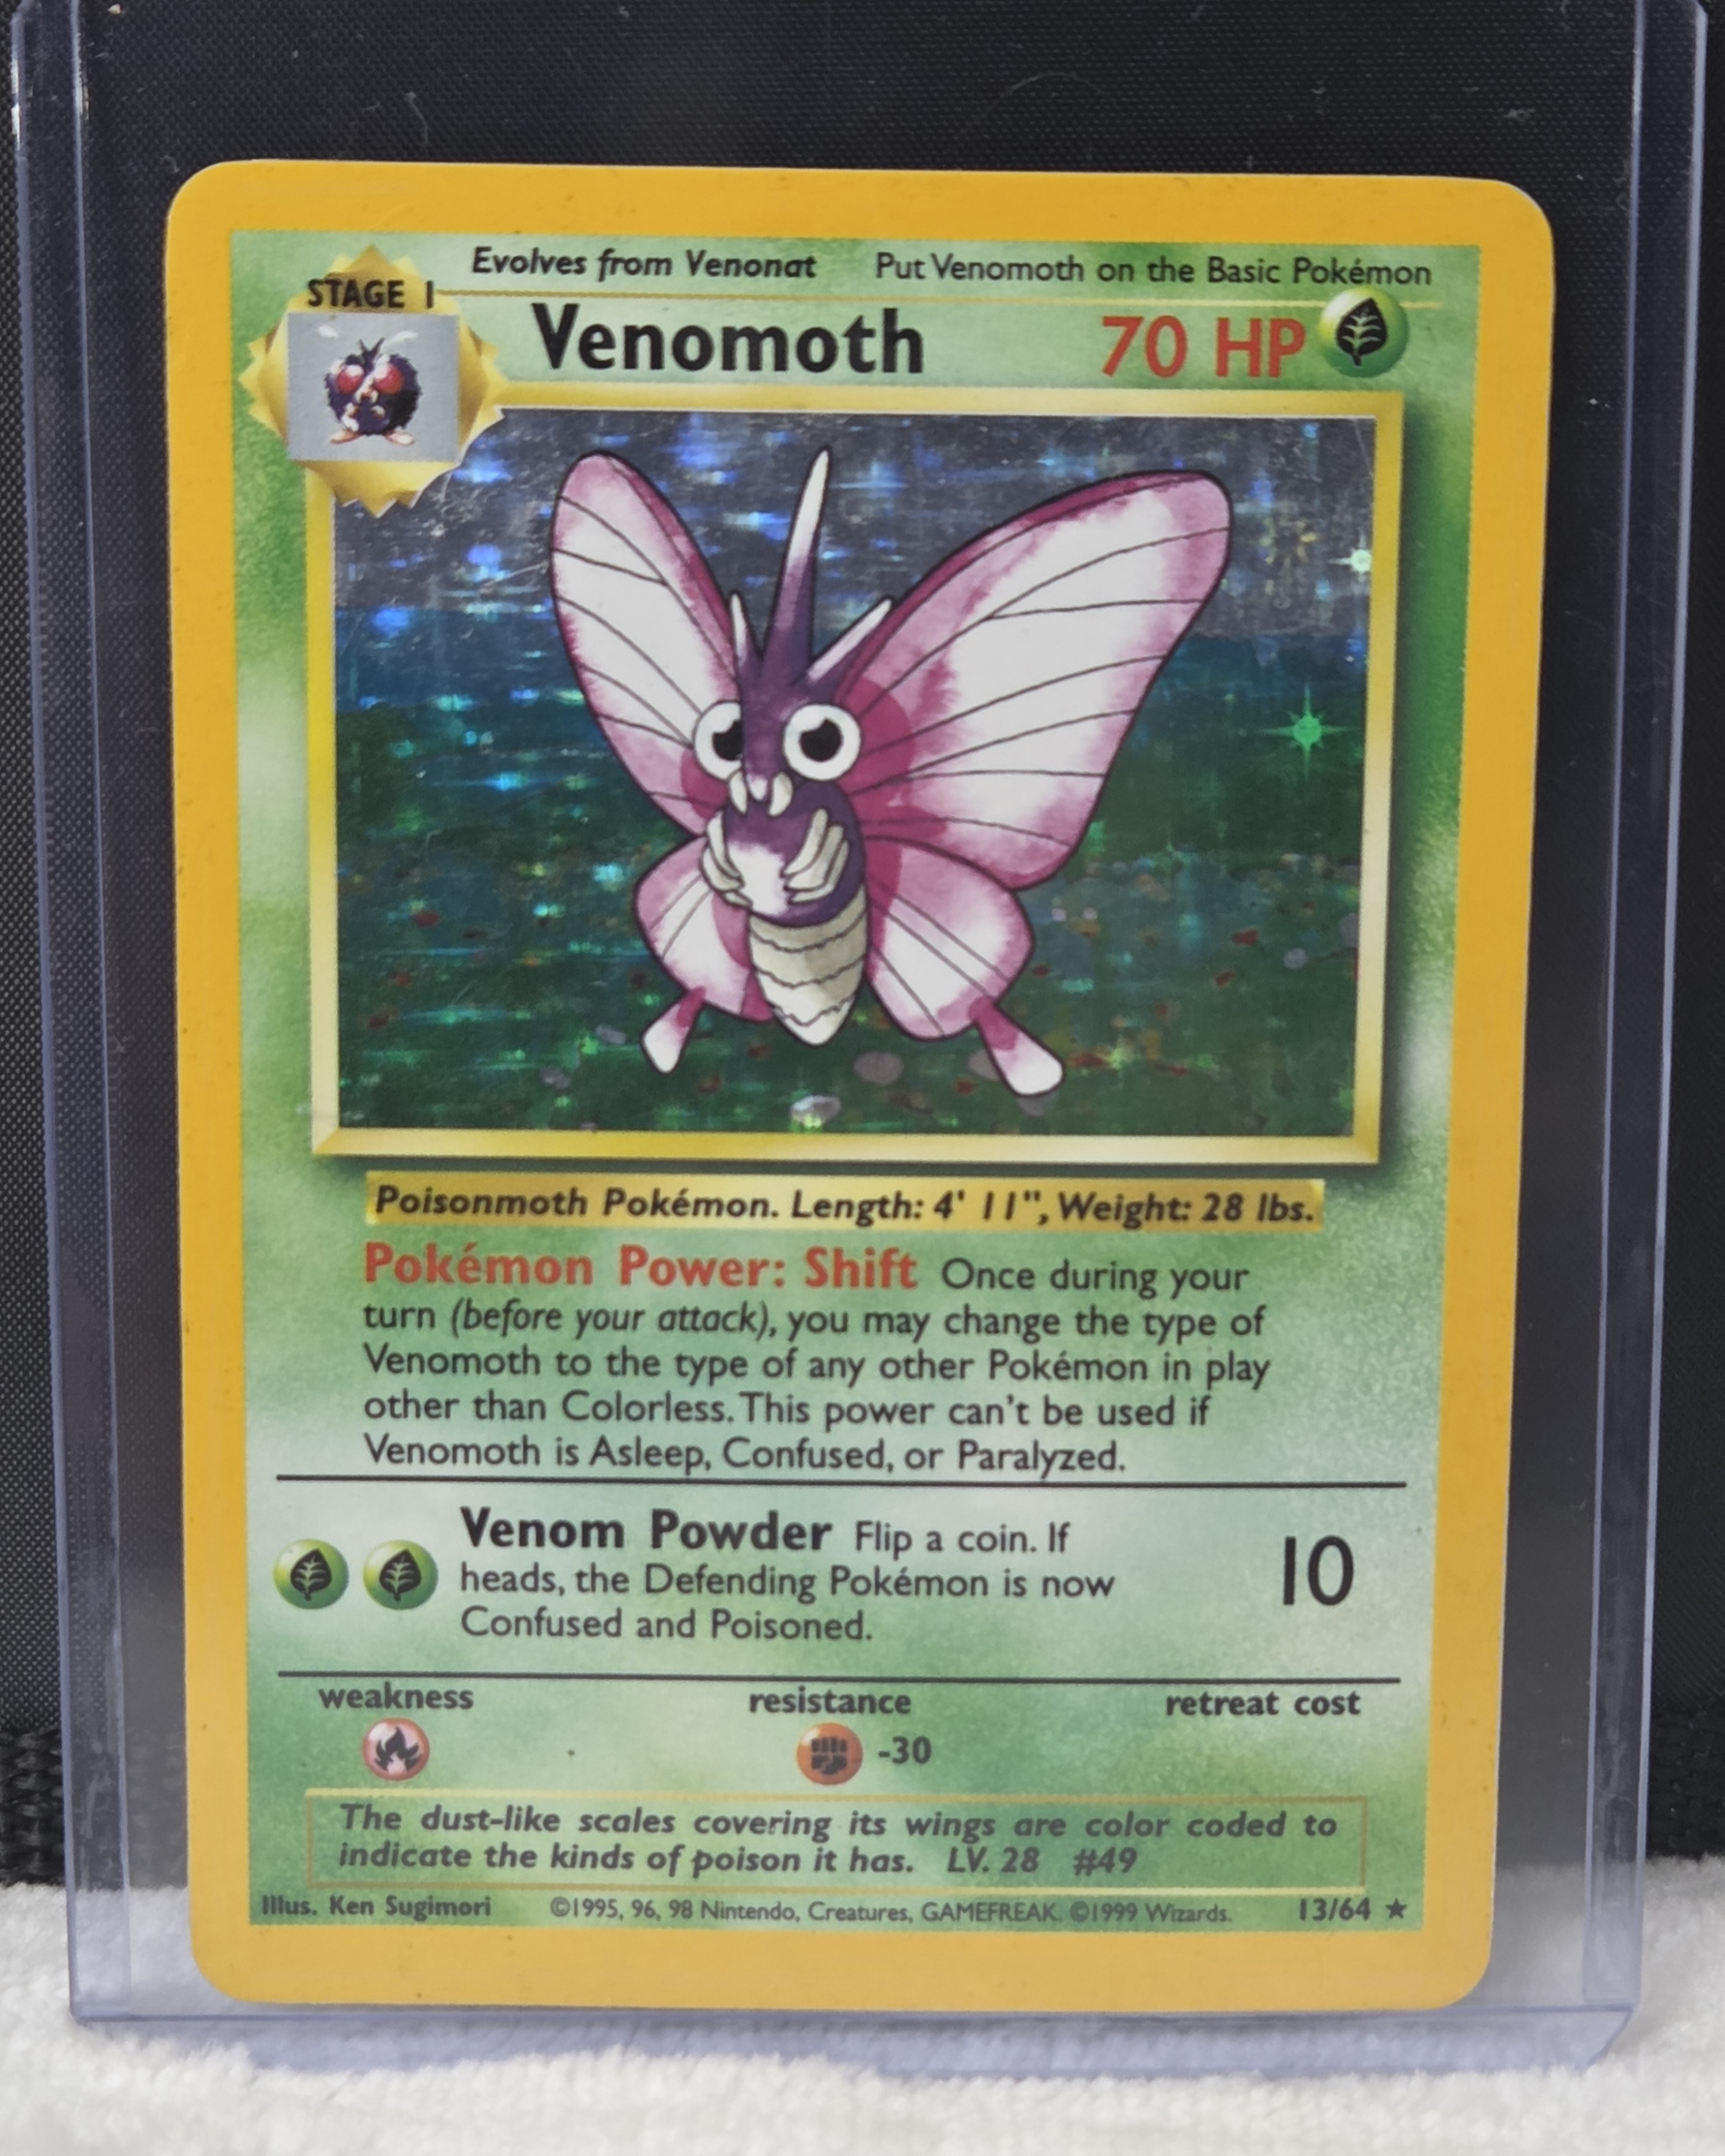 Evolves from Venonat Put Venomoth on the Basic Pokémon
STAGE 1
Venomoth 70 HP
Poisonmoth Pokémon. Length: 4' 11", Weight: 28 lbs.
Pokémon Power: Shift Once during your
turn (before your attack), you may change the type of
Venomoth to the type of any other Pokémon in play
other than Colorless. This power can't be used if
Venomoth is Asleep, Confused, or Paralyzed.
Venom Powder Flip a coin. If
heads, the Defending Pokémon is now
Confused and Poisoned.
10
weakness resistance retreat cost
-30
The dust-like scales covering its wings are color coded to
indicate the kinds of poison it has. LV. 28 #49
Illus. Ken Sugimori ©1995, 96, 98 Nintendo, Creatures, GAMEFREAK. ©1999 Wizards. 13/64 ★